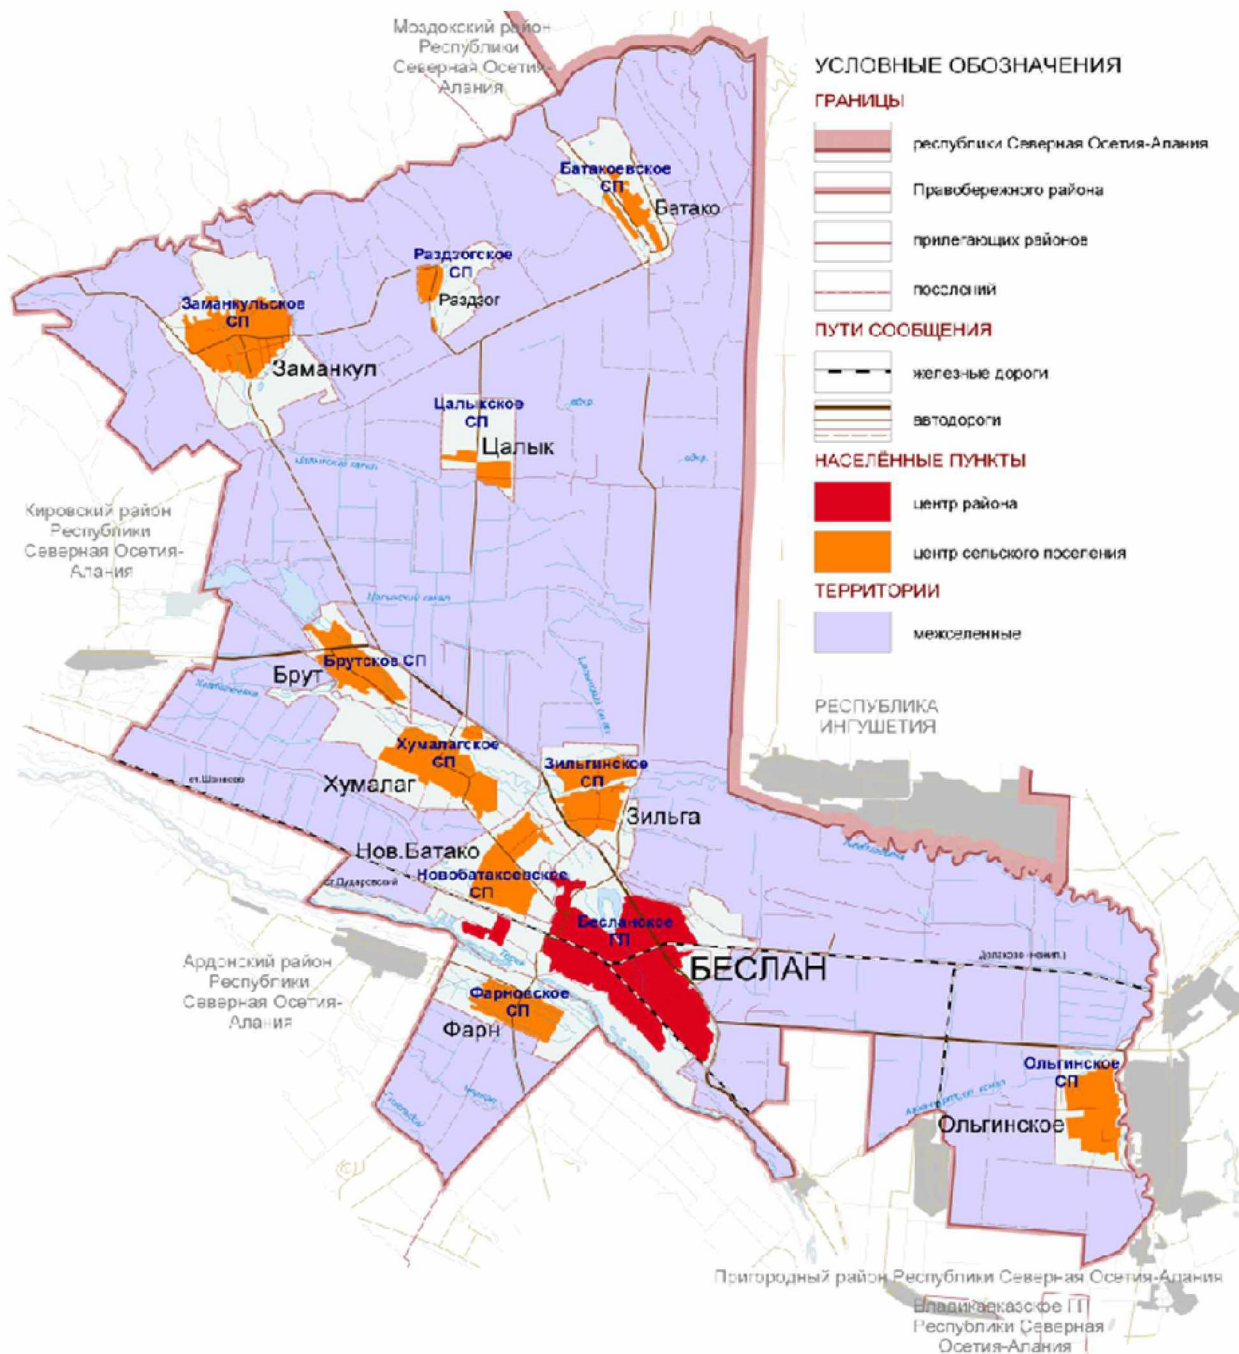 Моздокский район
Республики
Северная Осетия-
Алания
УСЛОВНЫЕ ОБОЗНАЧЕНИЯ
ГРАНИЦЫ
республики Северная Осетия-Алания
Правобережного района
прилегающих районов
поселений
ПУТИ СООБЩЕНИЯ
железные дороги
автодороги
НАСЕЛЁННЫЕ ПУНКТЫ
центр района
центр сельского поселения
ТЕРРИТОРИИ
межселенные
РЕСПУБЛИКА
ИНГУШЕТИЯ
Батакоевское
СП
Батако
Раздзогское
СП
Раздзог
Заманкульское
СП
Заманкул
Цалыкское
СП
Цалык
Цалыкский канал
Кировский район
Республики
Северная Осетия-
Алания
Цалыкский канал
Брутское СП
Брут
Хумалагское
СП
Хумалаг
Зильгинское
СП
Зильга
Нов.Батако
Новобатакоевское
СП
Бесланское
ГП
БЕСЛАН
Ардонский район
Республики
Северная Осетия-
Алания
Фарновское
СП
Фарн
Ольгинское
СП
Ольгинское
Пригородный район Республики Северная Осетия-Алания
Владикавказское ГП
Республики Северная
Осетия-Алания